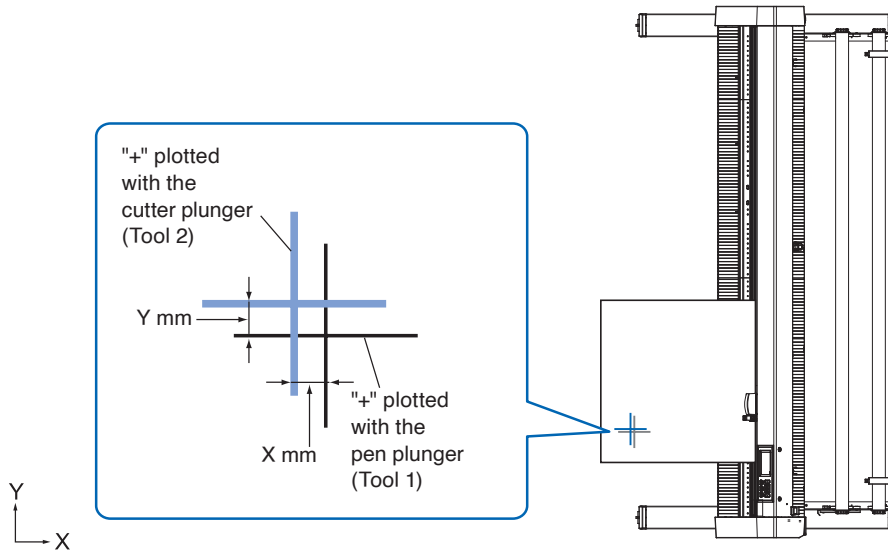 "+" plotted
with the
cutter plunger
(Tool 2)
Y mm
X mm
"+" plotted
with the
pen plunger
(Tool 1)
Y
X